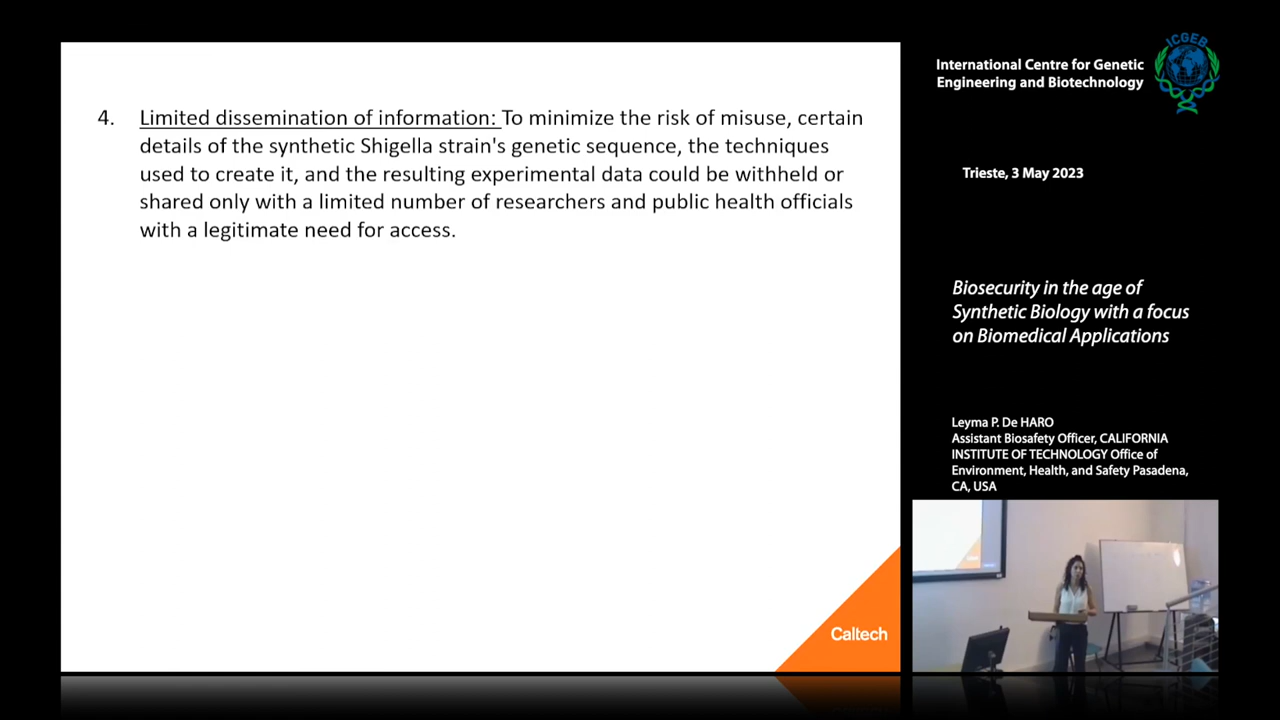 4. Limited dissemination of information: To minimize the risk of misuse, certain
details of the synthetic Shigella strain's genetic sequence, the techniques
used to create it, and the resulting experimental data could be withheld or
shared only with a limited number of researchers and public health officials
with a legitimate need for access.
Caltech
International Centre for Genetic
Engineering and Biotechnology
ICGEB
Trieste, 3 May 2023
Biosecurity in the age of
Synthetic Biology with a focus
on Biomedical Applications
Leyma P. De HARO
Assistant Biosafety Officer, CALIFORNIA
INSTITUTE OF TECHNOLOGY Office of
Environment, Health, and Safety Pasadena,
CA, USA